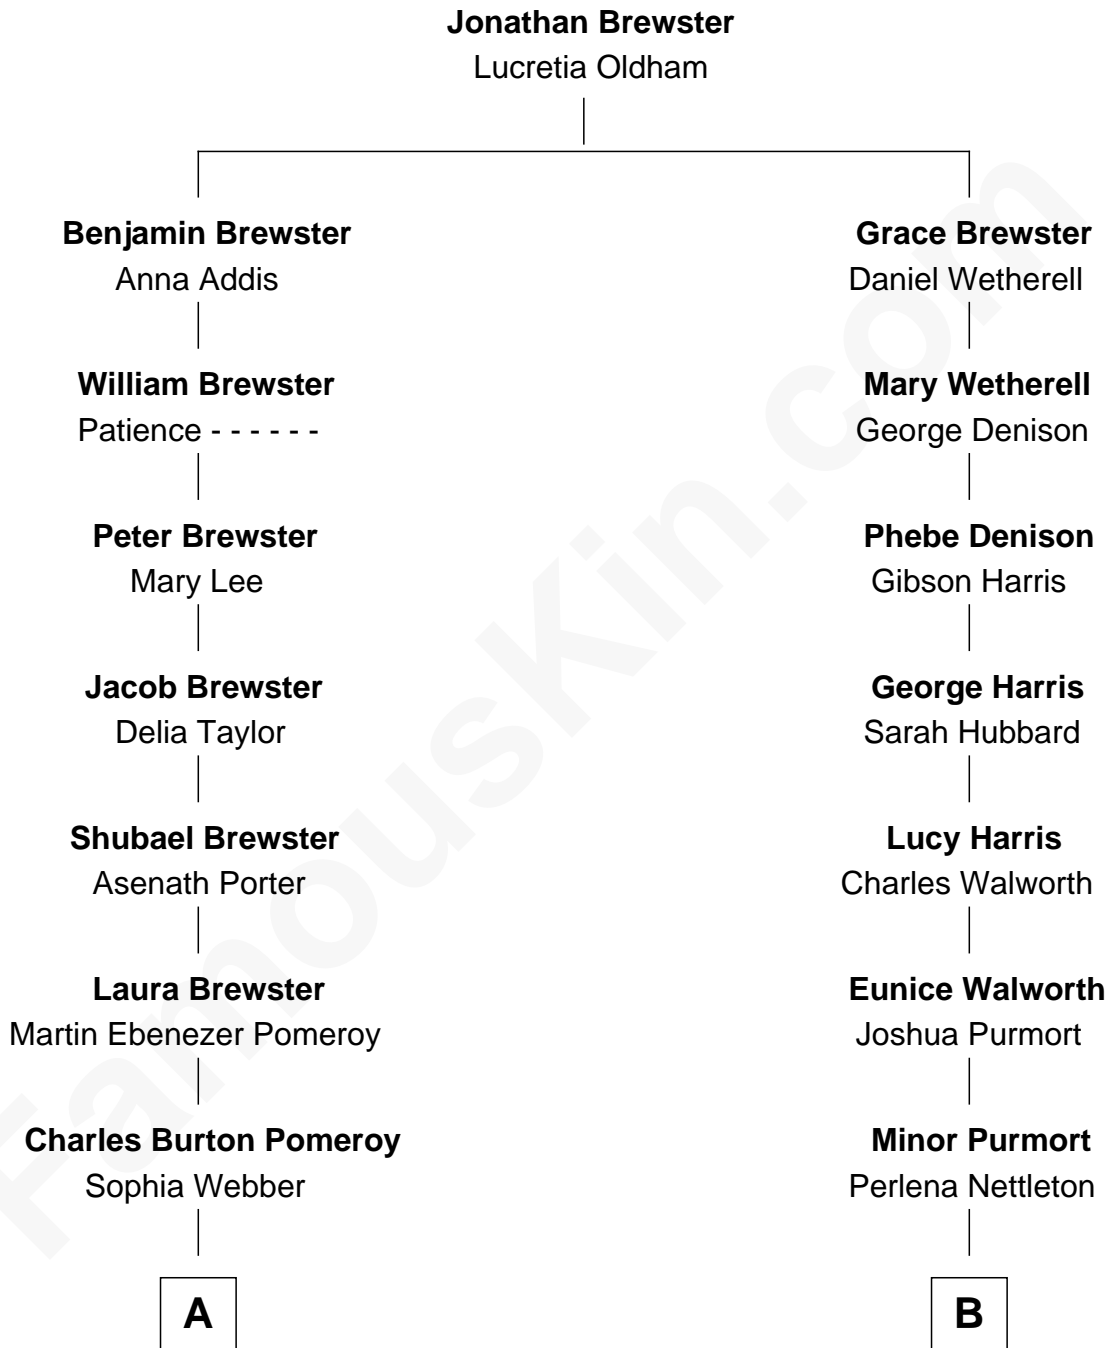 Jonathan Brewster
Lucretia Oldham
Benjamin Brewster
Anna Addis
William Brewster
Patience - - - - - -
Peter Brewster
Mary Lee
Jacob Brewster
Delia Taylor
Shubael Brewster
Asenath Porter
Laura Brewster
Martin Ebenezer Pomeroy
Charles Burton Pomeroy
Sophia Webber
A
Grace Brewster
Daniel Wetherell
Mary Wetherell
George Denison
Phebe Denison
Gibson Harris
George Harris
Sarah Hubbard
Lucy Harris
Charles Walworth
Eunice Walworth
Joshua Purmort
Minor Purmort
Perlena Nettleton
B
FamousKin.com